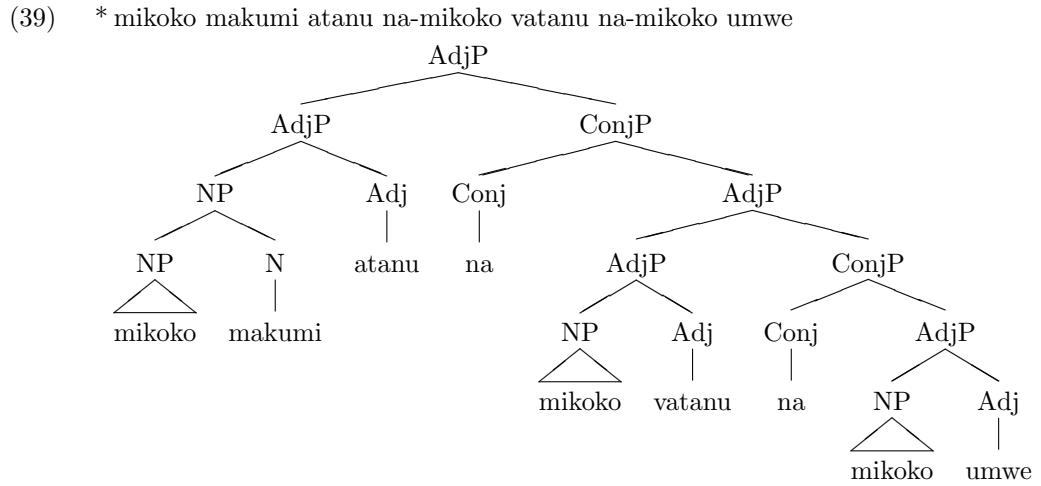 (39) * mikoko makumi atanu na-mikoko vatanu na-mikoko umwe
AdjP
AdjP ConjP
NP Adj Conj AdjP
NP N atanu na AdjP ConjP
mikoko makumi NP Adj Conj AdjP
mikoko vatanu na NP Adj
mikoko umwe